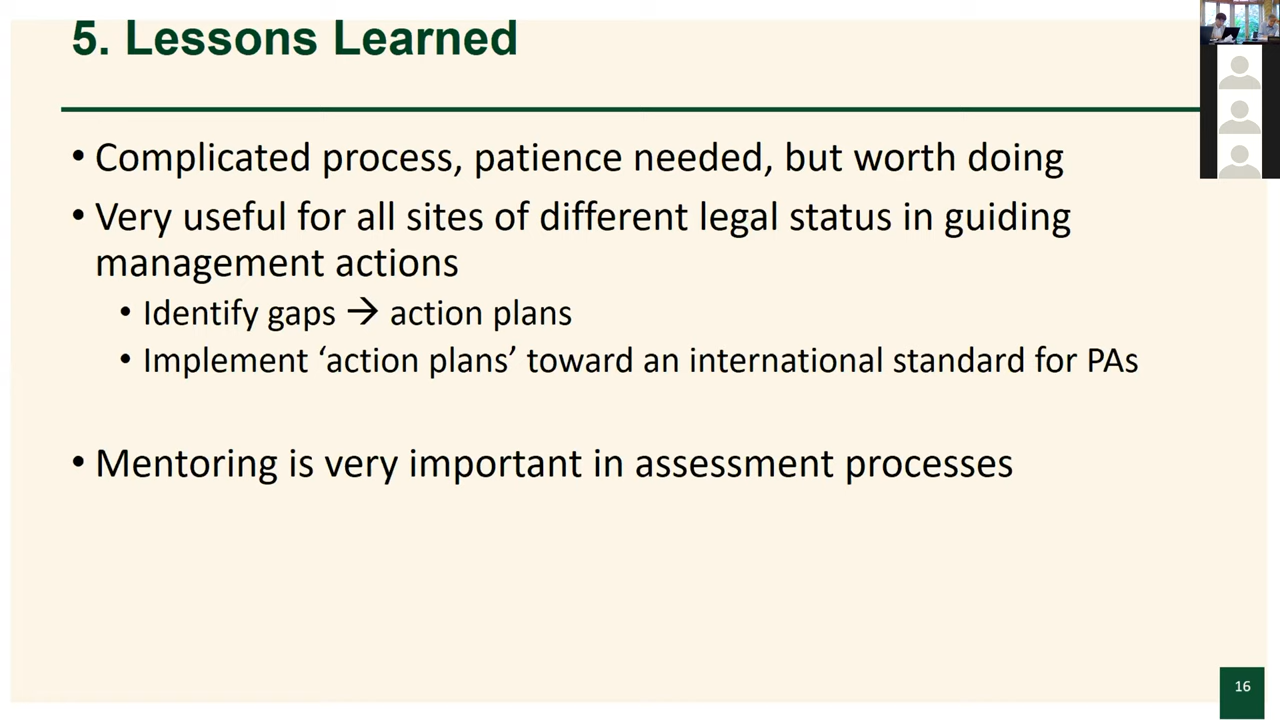 5. Lessons Learned
• Complicated process, patience needed, but worth doing
• Very useful for all sites of different legal status in guiding
management actions
• Identify gaps → action plans
• Implement ‘action plans’ toward an international standard for PAs
• Mentoring is very important in assessment processes
16